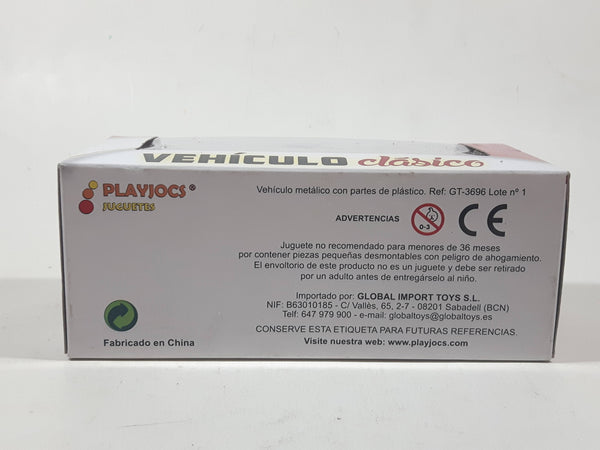 VEHÍCULO clásico
PLAYJOCS®
JUGUETES
Vehículo metálico con partes de plástico. Ref: GT-3696 Lote nº 1
ADVERTENCIAS
0-3
CE
Juguete no recomendado para menores de 36 meses
por contener piezas pequeñas desmontables con peligro de ahogamiento.
El envoltorio de este producto no es un juguete y debe ser retirado
por un adulto antes de entregárselo al niño.
Importado por: GLOBAL IMPORT TOYS S.L.
NIF: B63010185 - C/ Vallès, 65, 2-7 - 08201 Sabadell (BCN)
Telf: 647 979 900 - e-mail: globaltoys@globaltoys.es
CONSERVE ESTA ETIQUETA PARA FUTURAS REFERENCIAS.
Visite nuestra web: www.playjocs.com
Fabricado en China